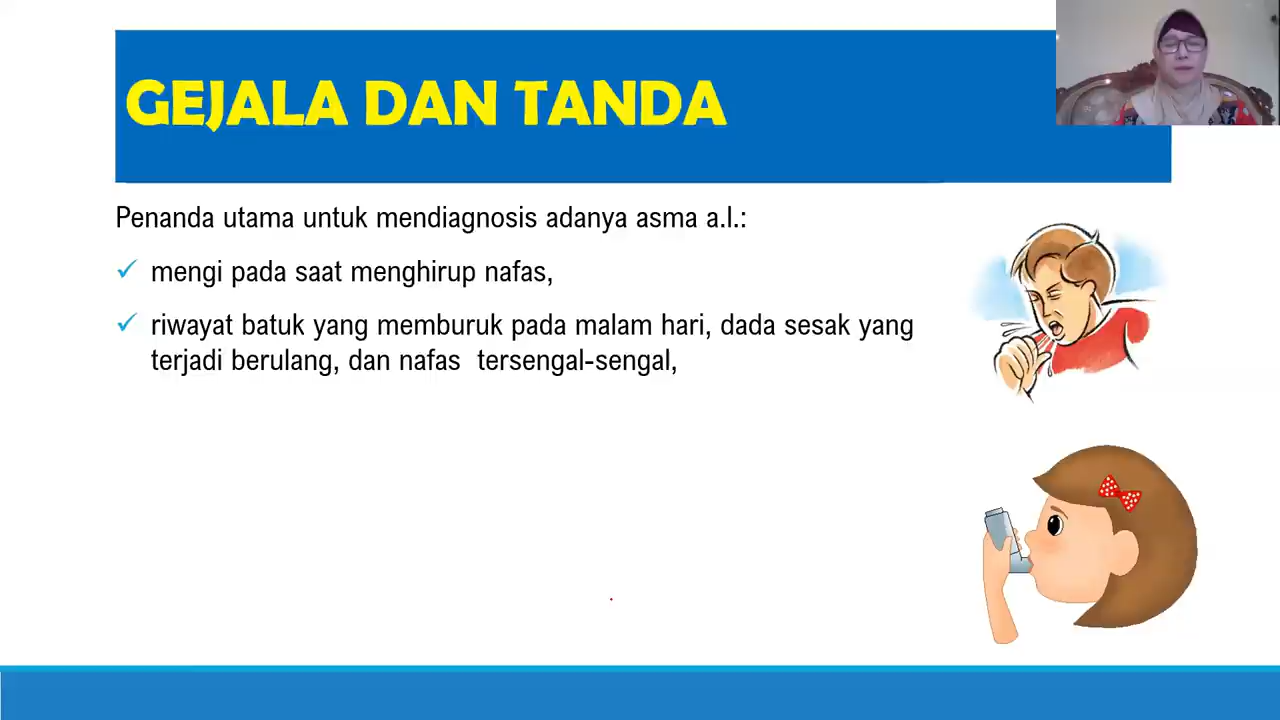 GEJALA DAN TANDA
Penanda utama untuk mendiagnosis adanya asma a.l.:
✓ mengi pada saat menghirup nafas,
✓ riwayat batuk yang memburuk pada malam hari, dada sesak yang
terjadi berulang, dan nafas tersengal-sengal,